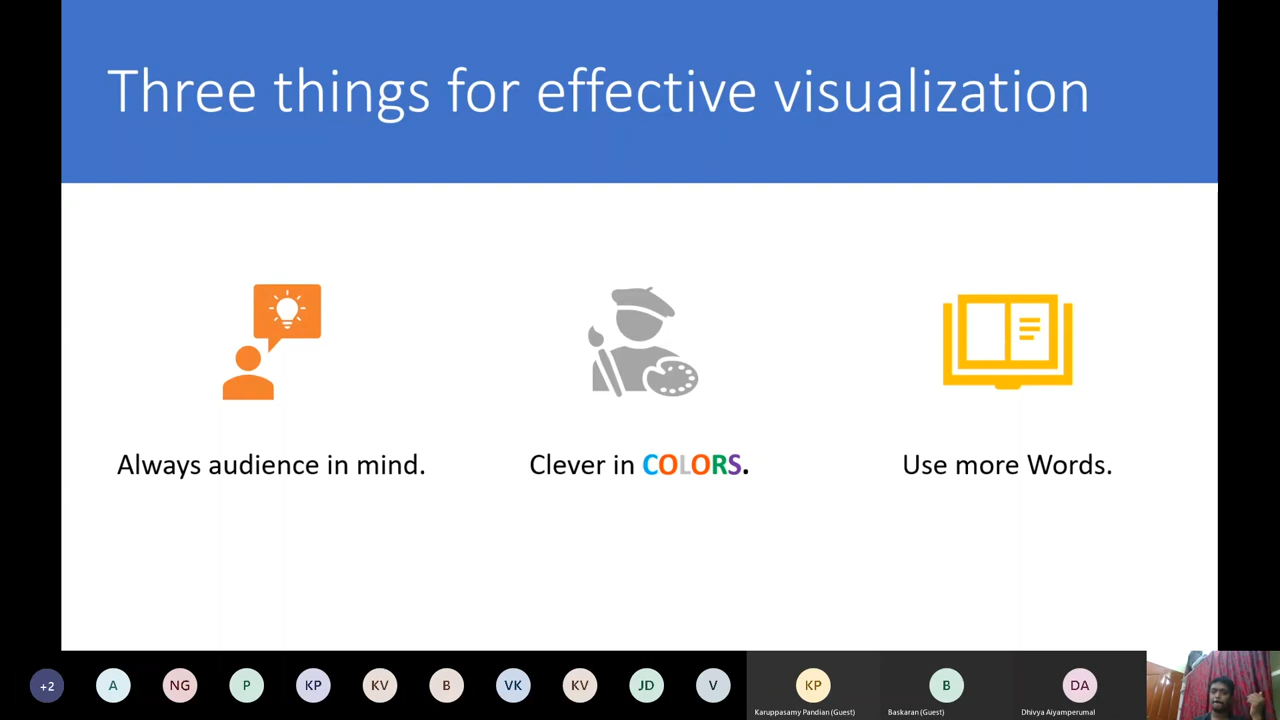 Three things for effective visualization
Always audience in mind.
Clever in COLORS.
Use more Words.
+2
A
NG
P
KP
KV
B
VK
KV
JD
V
KP
B
DA
Karuppasamy Pandian (Guest)
Baskaran (Guest)
Dhivya Aiyamperumal